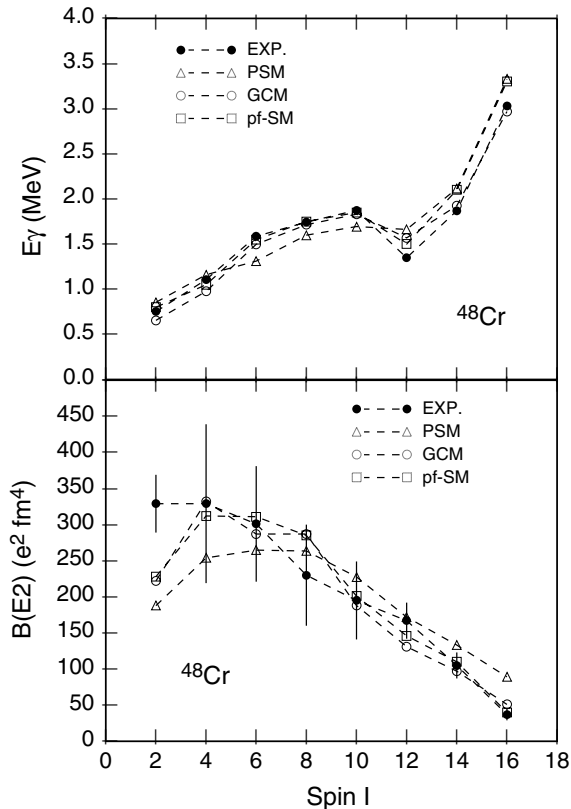 4.0
3.5
3.0
2.5
2.0
1.5
1.0
0.5
0.0
Eγ (MeV)
EXP.
PSM
GCM
pf-SM
⁴⁸Cr
450
400
350
300
250
200
150
100
50
0
B(E2) (e² fm⁴)
EXP.
PSM
GCM
pf-SM
⁴⁸Cr
0 2 4 6 8 10 12 14 16 18
Spin I